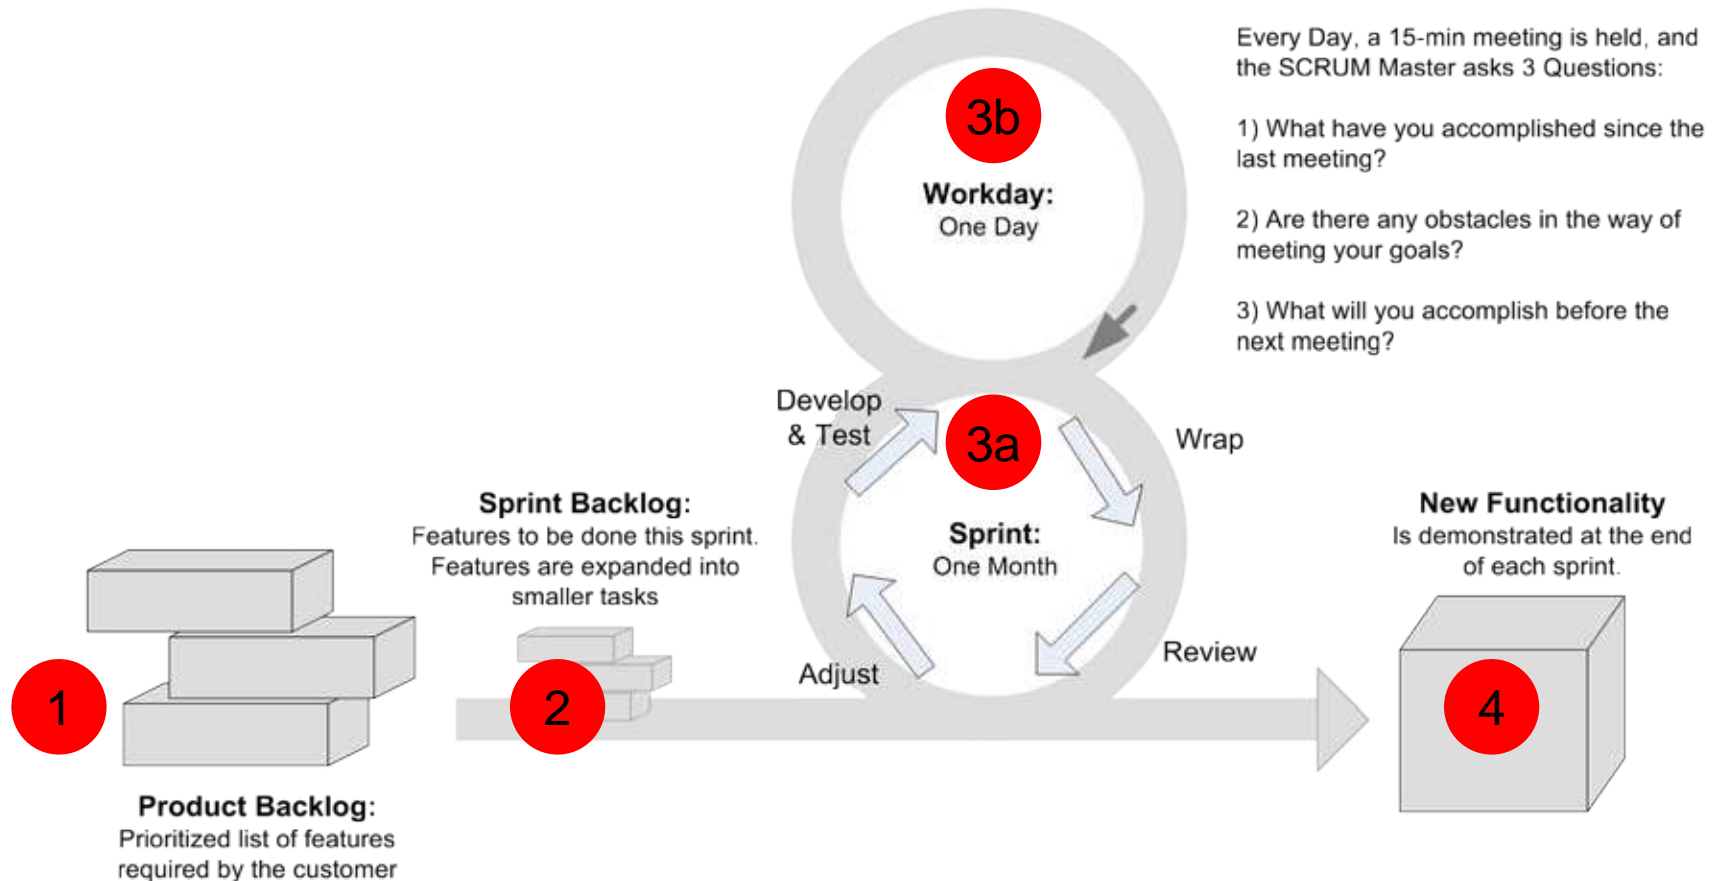 Every Day, a 15-min meeting is held, and
the SCRUM Master asks 3 Questions:
1) What have you accomplished since the
last meeting?
2) Are there any obstacles in the way of
meeting your goals?
3) What will you accomplish before the
next meeting?
3b
Workday:
One Day
Develop
& Test
3a
Wrap
Sprint:
One Month
Adjust
Review
Sprint Backlog:
Features to be done this sprint.
Features are expanded into
smaller tasks
New Functionality
Is demonstrated at the end
of each sprint.
1
2
4
Product Backlog:
Prioritized list of features
required by the customer